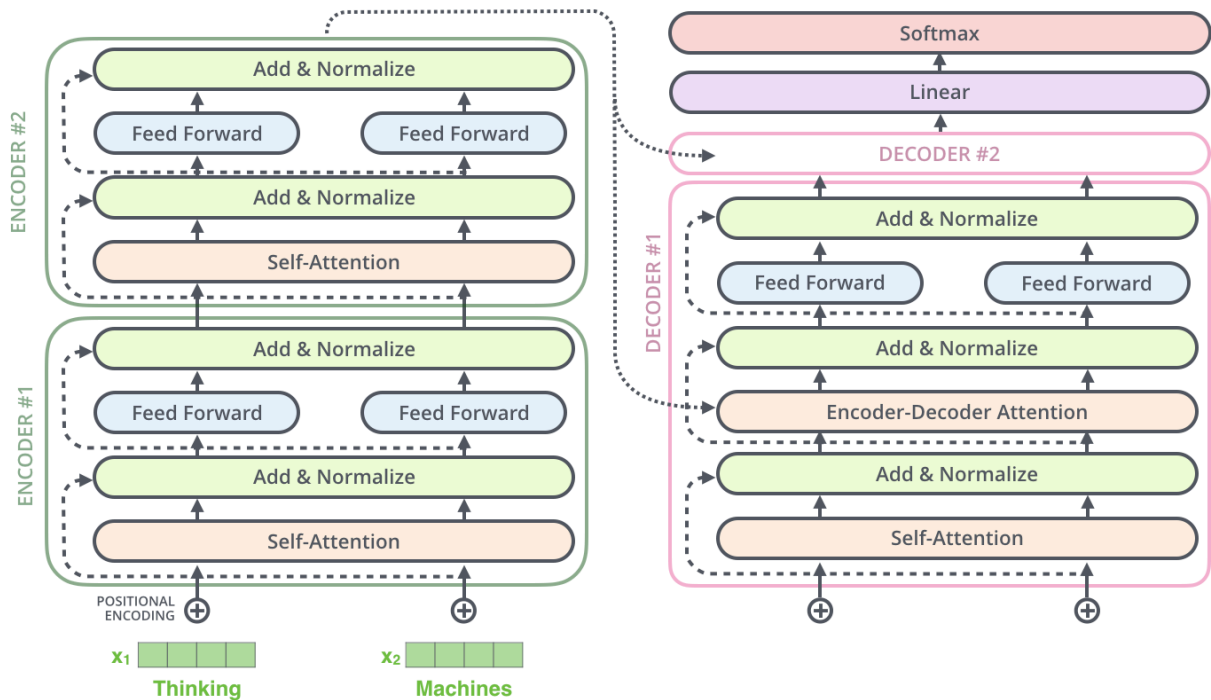 ENCODER #2
Add & Normalize
Feed Forward
Feed Forward
Add & Normalize
Self-Attention
ENCODER #1
Add & Normalize
Feed Forward
Feed Forward
Add & Normalize
Self-Attention
POSITIONAL
ENCODING
x1
x2
Thinking
Machines
Softmax
Linear
DECODER #2
DECODER #1
Add & Normalize
Feed Forward
Feed Forward
Add & Normalize
Encoder-Decoder Attention
Add & Normalize
Self-Attention